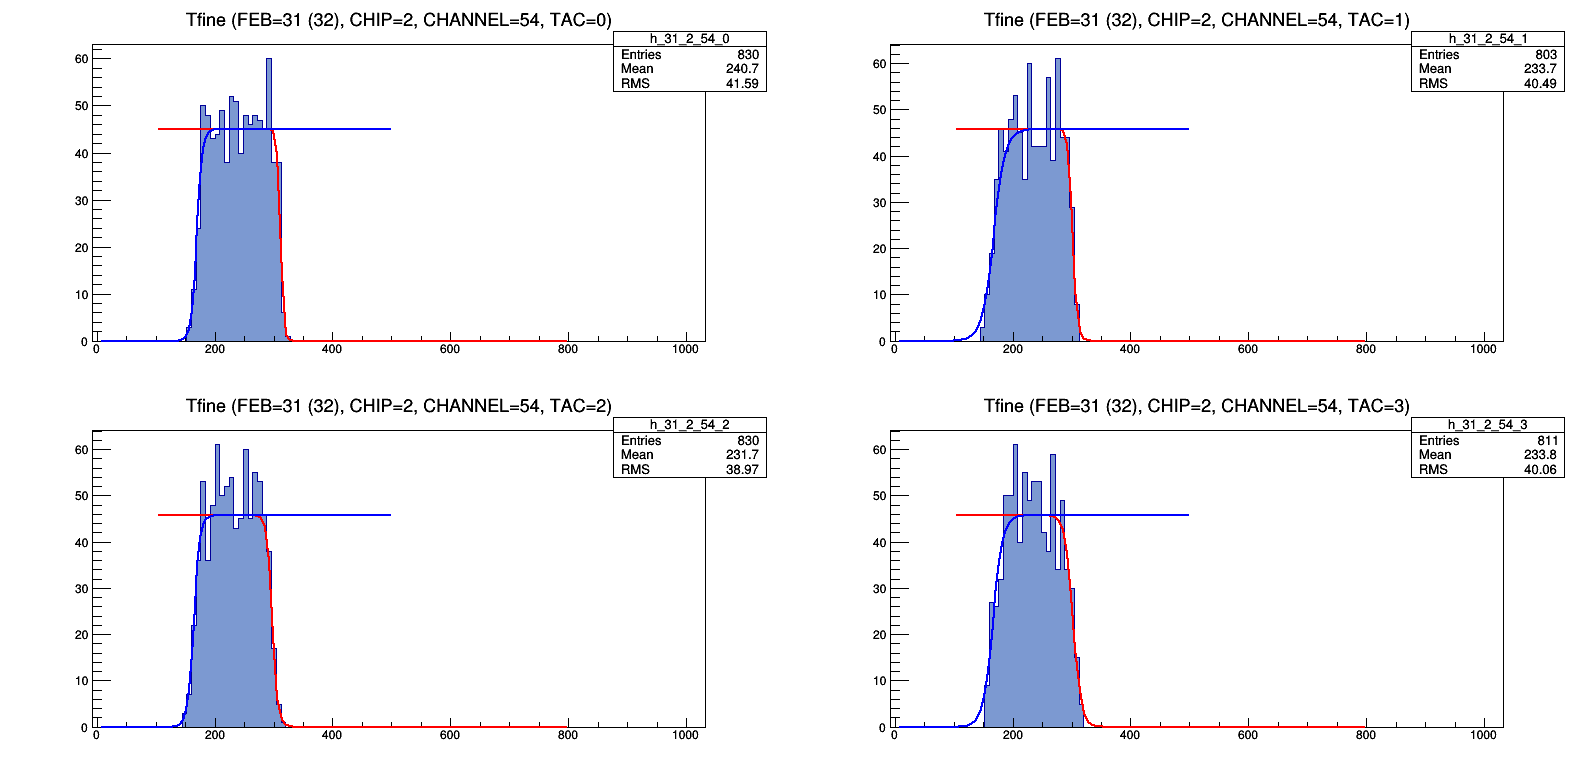 Tfine (FEB=31 (32), CHIP=2, CHANNEL=54, TAC=0)
h_31_2_54_0
Entries 830
Mean 240.7
RMS 41.59
60
50
40
30
20
10
0
0 200 400 600 800 1000
Tfine (FEB=31 (32), CHIP=2, CHANNEL=54, TAC=1)
h_31_2_54_1
Entries 803
Mean 233.7
RMS 40.49
60
50
40
30
20
10
0
0 200 400 600 800 1000
Tfine (FEB=31 (32), CHIP=2, CHANNEL=54, TAC=2)
h_31_2_54_2
Entries 830
Mean 231.7
RMS 38.97
60
50
40
30
20
10
0
0 200 400 600 800 1000
Tfine (FEB=31 (32), CHIP=2, CHANNEL=54, TAC=3)
h_31_2_54_3
Entries 811
Mean 233.8
RMS 40.06
60
50
40
30
20
10
0
0 200 400 600 800 1000